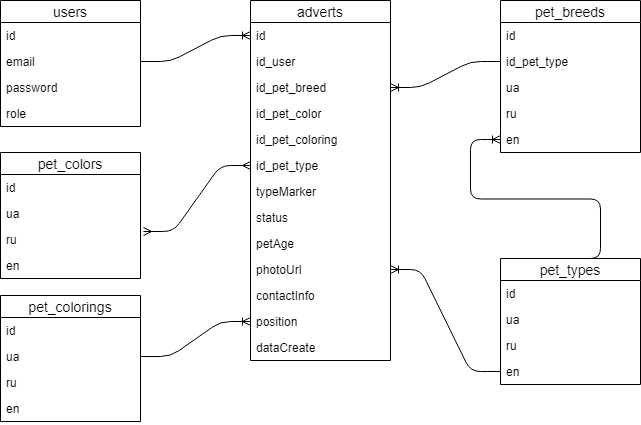 users
id
email
password
role
pet_colors
id
ua
ru
en
pet_colorings
id
ua
ru
en
adverts
id
id_user
id_pet_breed
id_pet_color
id_pet_coloring
id_pet_type
typeMarker
status
petAge
photoUrl
contactInfo
position
dataCreate
pet_breeds
id
id_pet_type
ua
ru
en
pet_types
id
ua
ru
en